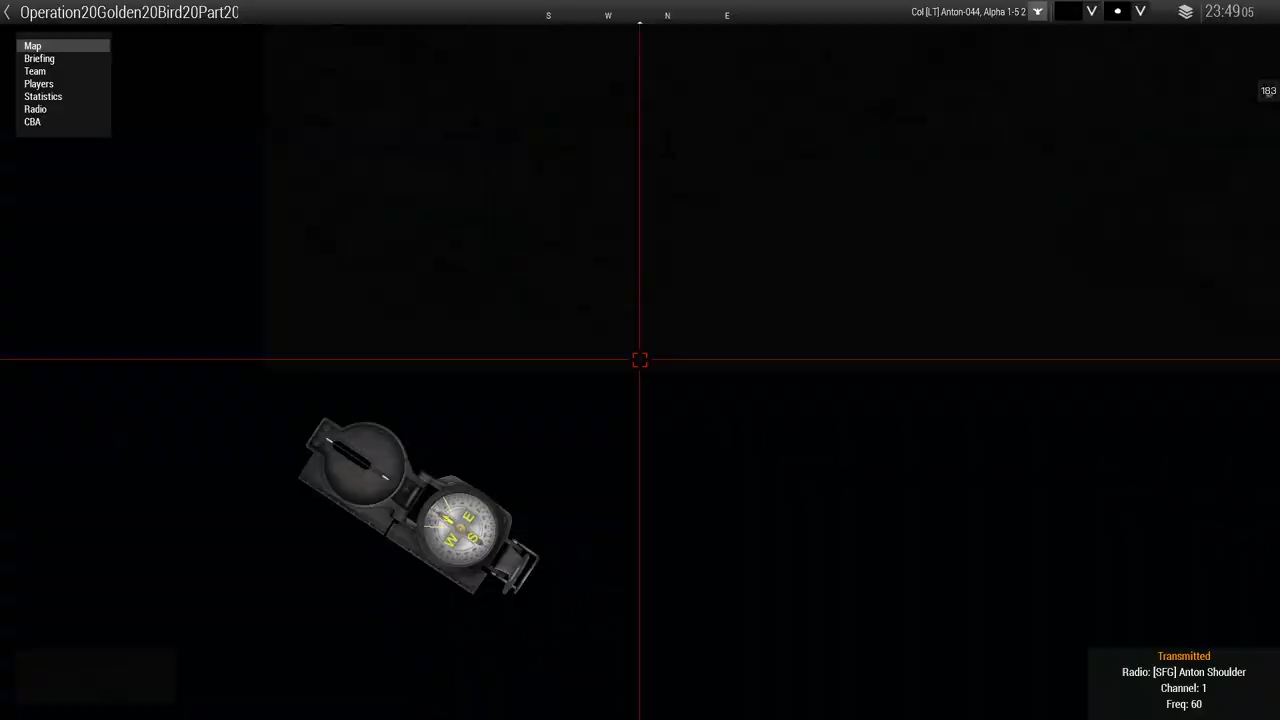 Operation20Golden20Bird20Part20
S W N E
Col [LT] Anton-044, Alpha 1-5 2
23:49 05
Map
Briefing
Team
Players
Statistics
Radio
CBA
183
E
W
S
Transmitted
Radio: [SFG] Anton Shoulder
Channel: 1
Freq: 60